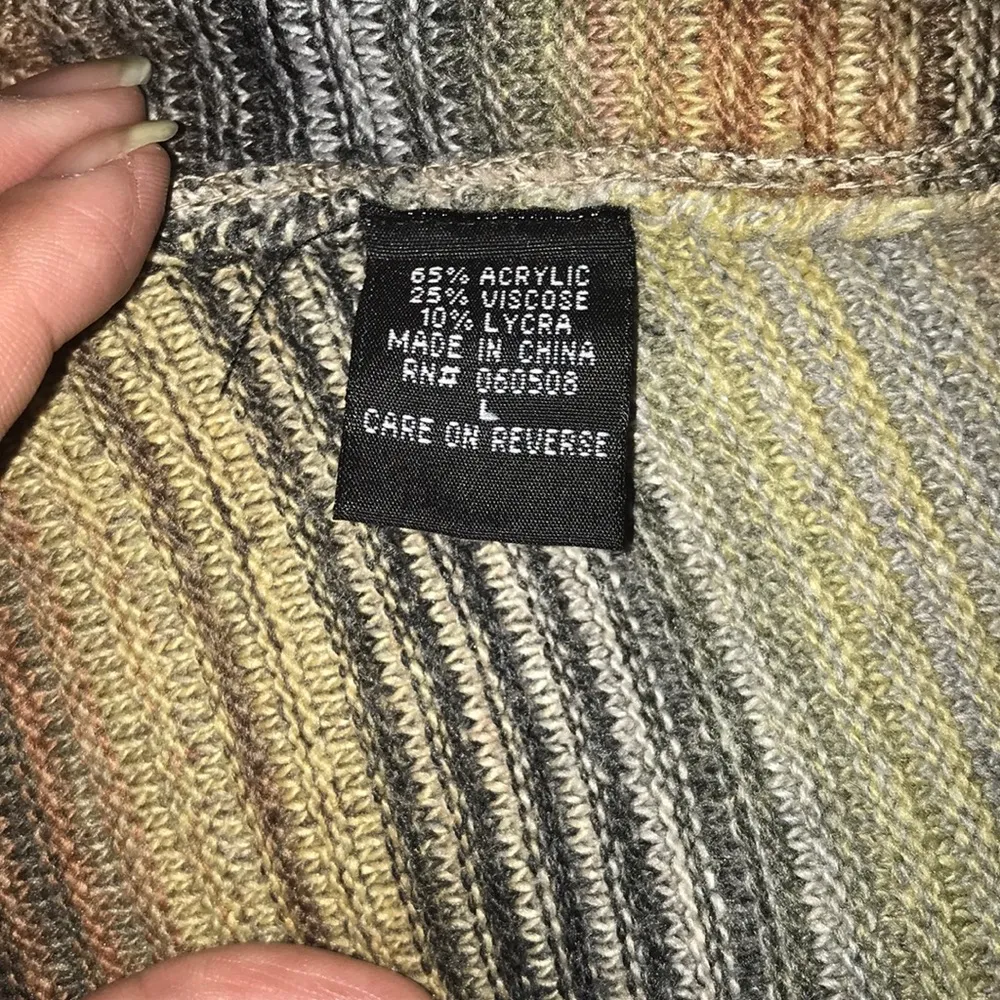 65% ACRYLIC
25% VISCOSE
10% LYCRA
MADE IN CHINA
RN# 060508
L
CARE ON REVERSE